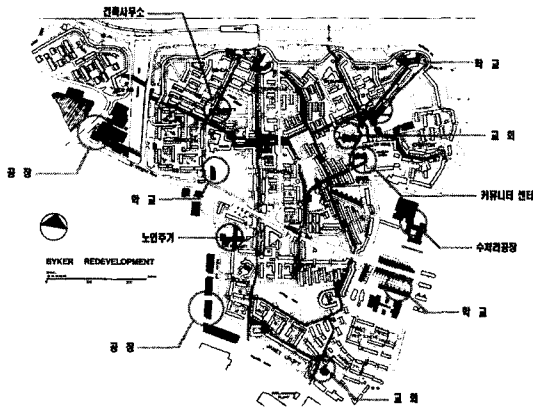 건축사무소
학 교
교 회
공 장
커뮤니티 센터
학 교
노인주거
수처리공장
BYKER REDEVELOPMENT
학 교
공 장
교 회